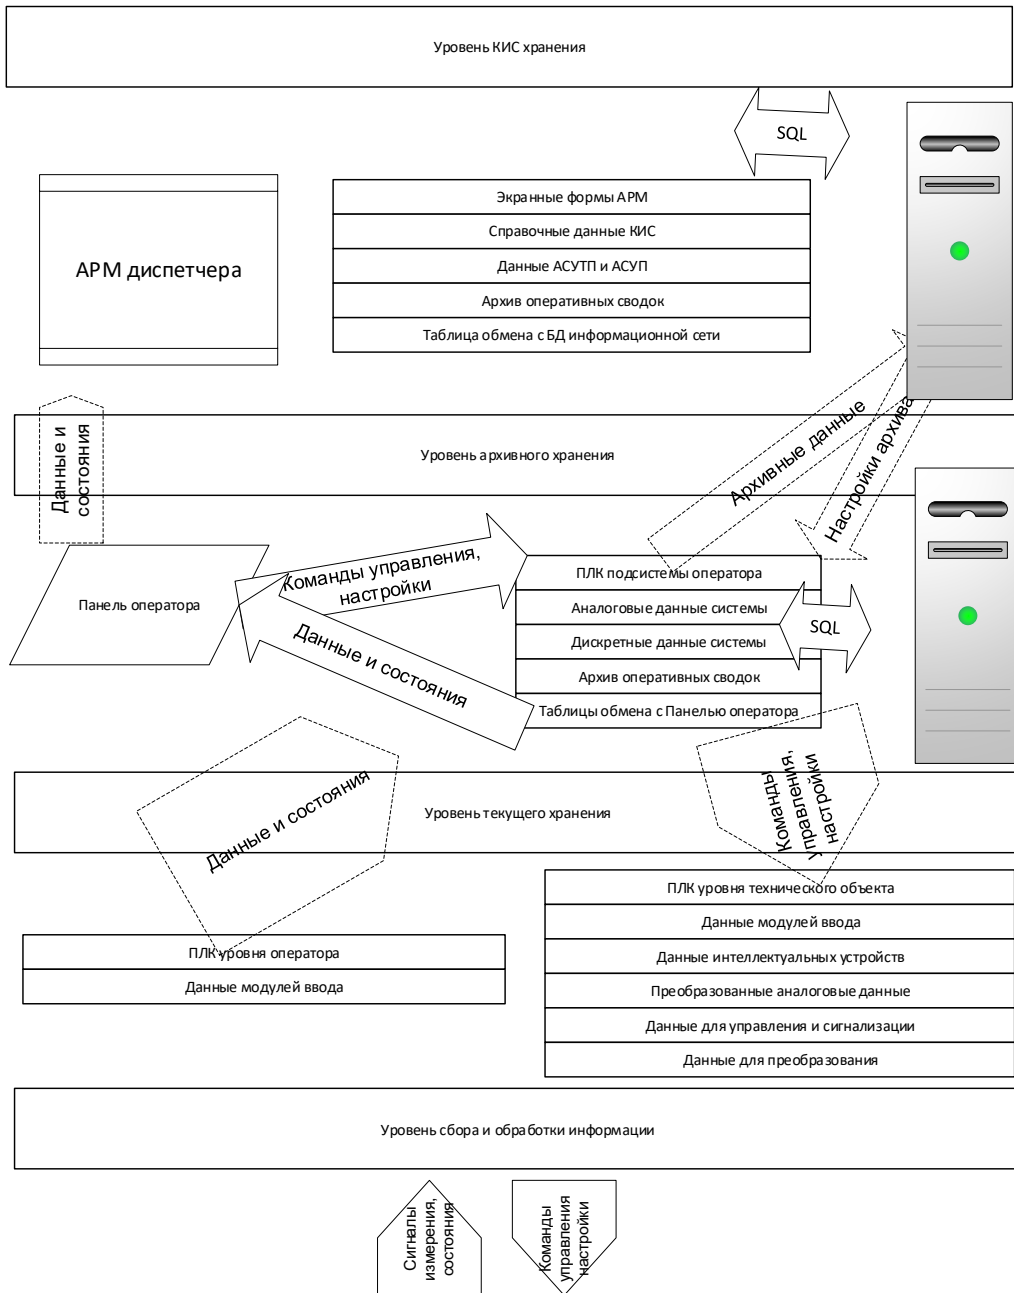 Уровень КИС хранения
SQL
Экранные формы АРМ
Справочные данные КИС
АРМ диспетчера
Данные АСУТП и АСУП
Архив оперативных сводок
Таблица обмена с БД информационной сети
Данные и
состояния
Уровень архивного хранения
Архивные данные
Настройки архива
Панель оператора
Команды управления,
настройки
Данные и состояния
ПЛК подсистемы оператора
Аналоговые данные системы
SQL
Дискретные данные системы
Архив оперативных сводок
Таблицы обмена с Панелью оператора
Данные и состояния
Уровень текущего хранения
Команды
управления,
настройки
ПЛК уровня оператора
Данные модулей ввода
ПЛК уровня технического объекта
Данные модулей ввода
Данные интеллектуальных устройств
Преобразованные аналоговые данные
Данные для управления и сигнализации
Данные для преобразования
Уровень сбора и обработки информации
Сигналы
измерения,
состояния
Команды
управления
настройки